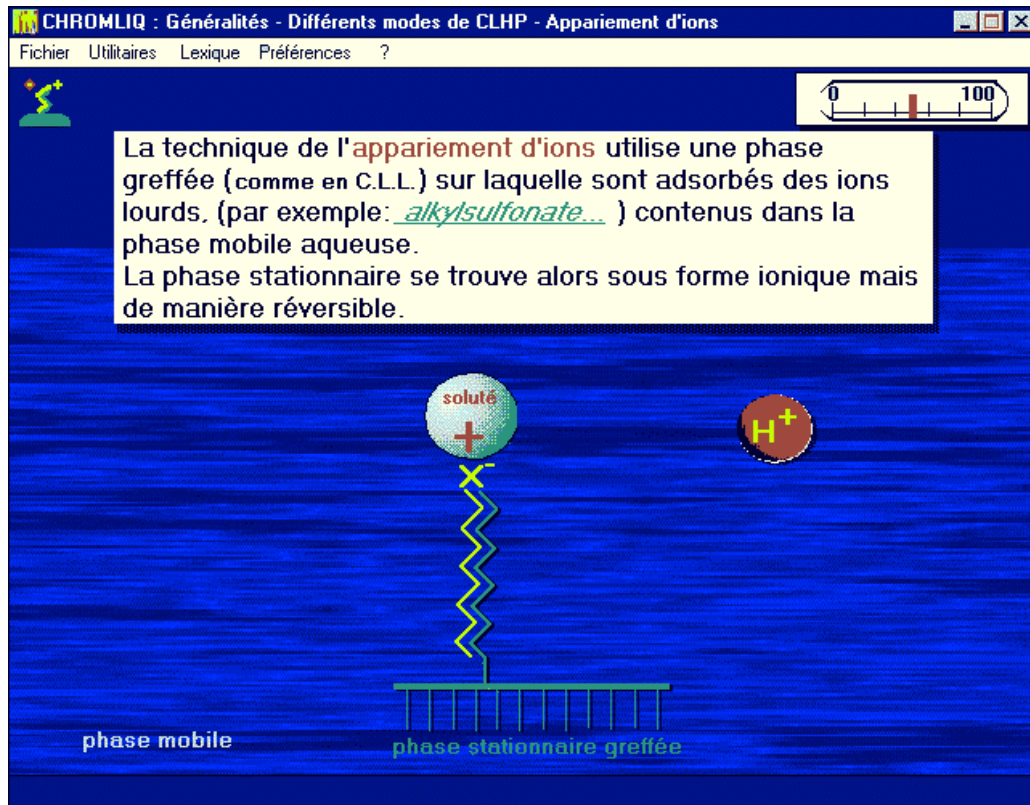 CHROMLIQ : Généralités - Différents modes de CLHP - Appariement d'ions
Fichier Utilitaires Lexique Préférences ?
0 100
La technique de l'appariement d'ions utilise une phase
greffée (comme en C.L.L.) sur laquelle sont adsorbés des ions
lourds, (par exemple: alkylsulfonate... ) contenus dans la
phase mobile aqueuse.
La phase stationnaire se trouve alors sous forme ionique mais
de manière réversible.
soluté
+
H+
X-
phase mobile
phase stationnaire greffée